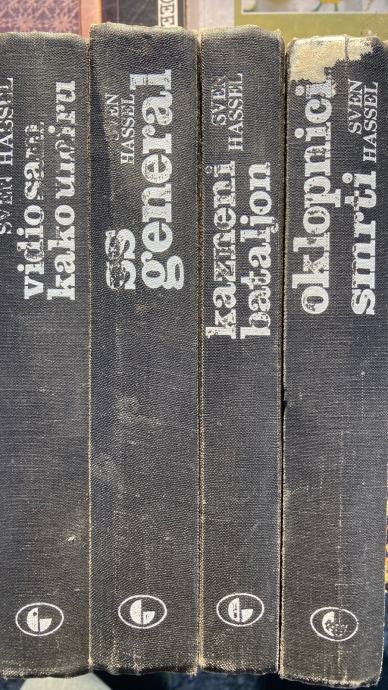 SVEN HASSEL
vidio sam
kako umiru
SVEN
HASSEL
ss
general
SVEN
HASSEL
kazneni
bataljon
SVEN
HASSEL
oklopnici
smrti